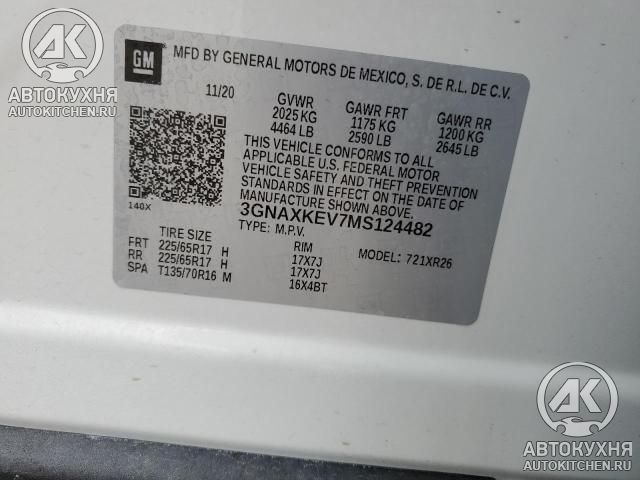 GM
MFD BY GENERAL MOTORS DE MEXICO, S. DE R.L. DE C.V.
11/20 GVWR GAWR FRT GAWR RR
2025 KG 1175 KG 1200 KG
4464 LB 2590 LB 2645 LB
THIS VEHICLE CONFORMS TO ALL
APPLICABLE U.S. FEDERAL MOTOR
VEHICLE SAFETY AND THEFT PREVENTION
STANDARDS IN EFFECT ON THE DATE OF
MANUFACTURE SHOWN ABOVE.
140X
3GNAXKEV7MS124482
TYPE: M.P.V.
TIRE SIZE RIM MODEL: 721XR26
FRT 225/65R17 H 17X7J
RR 225/65R17 H 17X7J
SPA T135/70R16 M 16X4BT
АК
АВТОКУХНЯ
AUTOKITCHEN.RU
АК
АВТОКУХНЯ
AUTOKITCHEN.RU